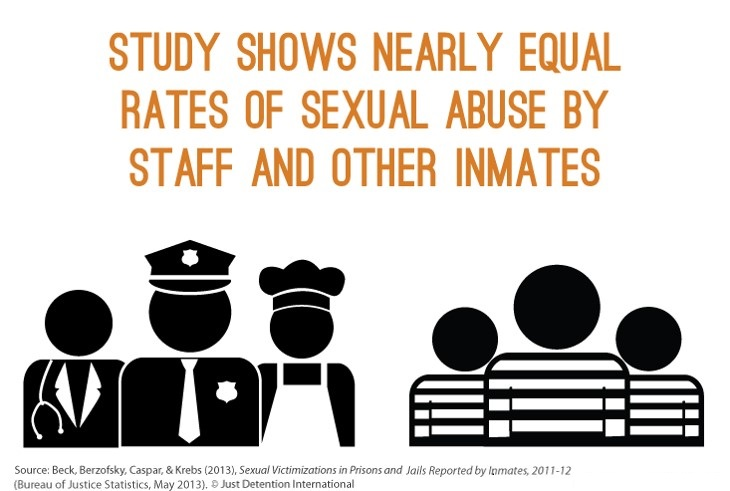 STUDY SHOWS NEARLY EQUAL
RATES OF SEXUAL ABUSE BY
STAFF AND OTHER INMATES
Source: Beck, Berzofsky, Caspar, & Krebs (2013), Sexual Victimizations in Prisons and Jails Reported by Inmates, 2011-12
(Bureau of Justice Statistics, May 2013). © Just Detention International